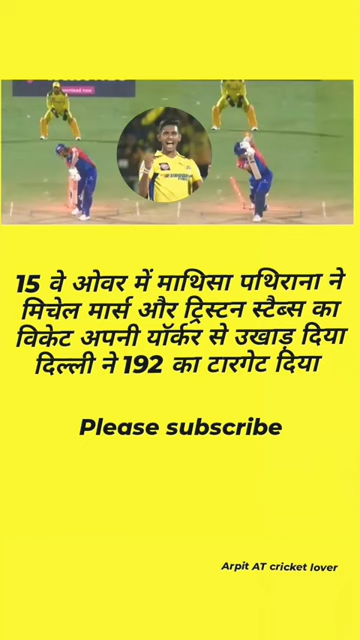 15 वे ओवर में माथिसा पथिराना ने
मिचेल मार्स और ट्रिस्टन स्टैब्स का
विकेट अपनी यॉर्कर से उखाड़ दिया
दिल्ली ने 192 का टारगेट दिया
Please subscribe
Arpit AT cricket lover